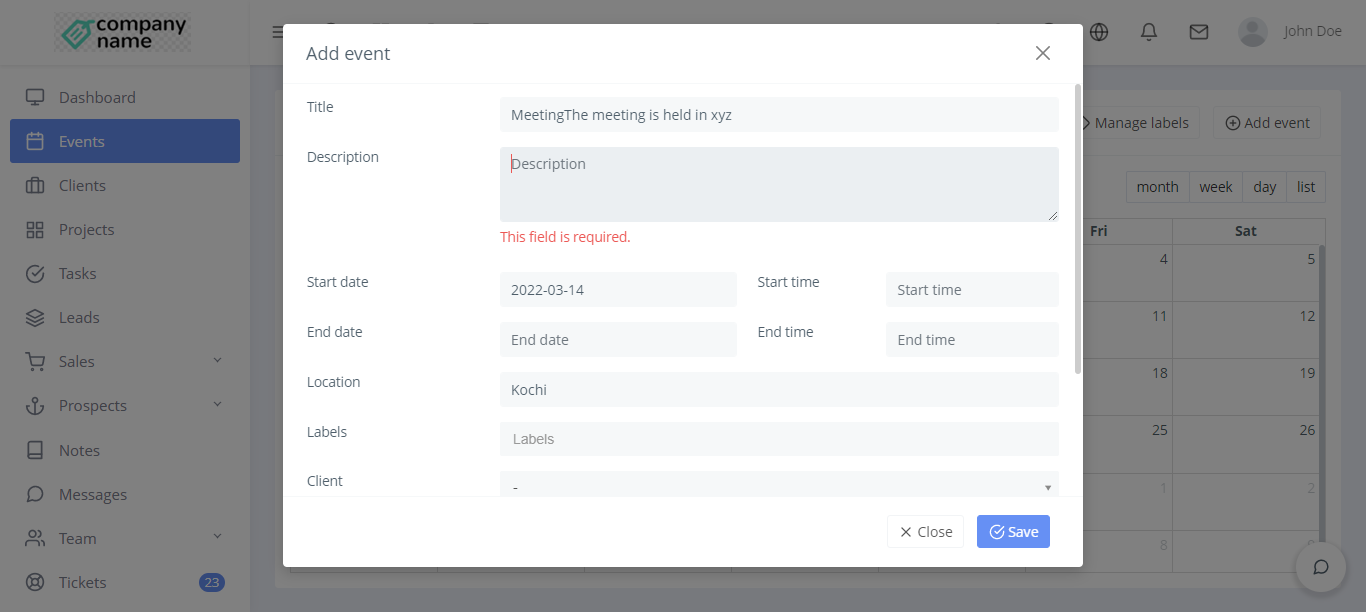 company
name
John Doe
Dashboard
Events
Clients
Projects
Tasks
Leads
Sales
Prospects
Notes
Messages
Team
Tickets 23
Add event
Title
MeetingThe meeting is held in xyz
Description
Description
This field is required.
Start date
2022-03-14
Start time
Start time
End date
End date
End time
End time
Location
Kochi
Labels
Labels
Client
-
Close
Save
Manage labels
Add event
month week day list
Fri Sat
4 5
11 12
18 19
25 26
1 2
8